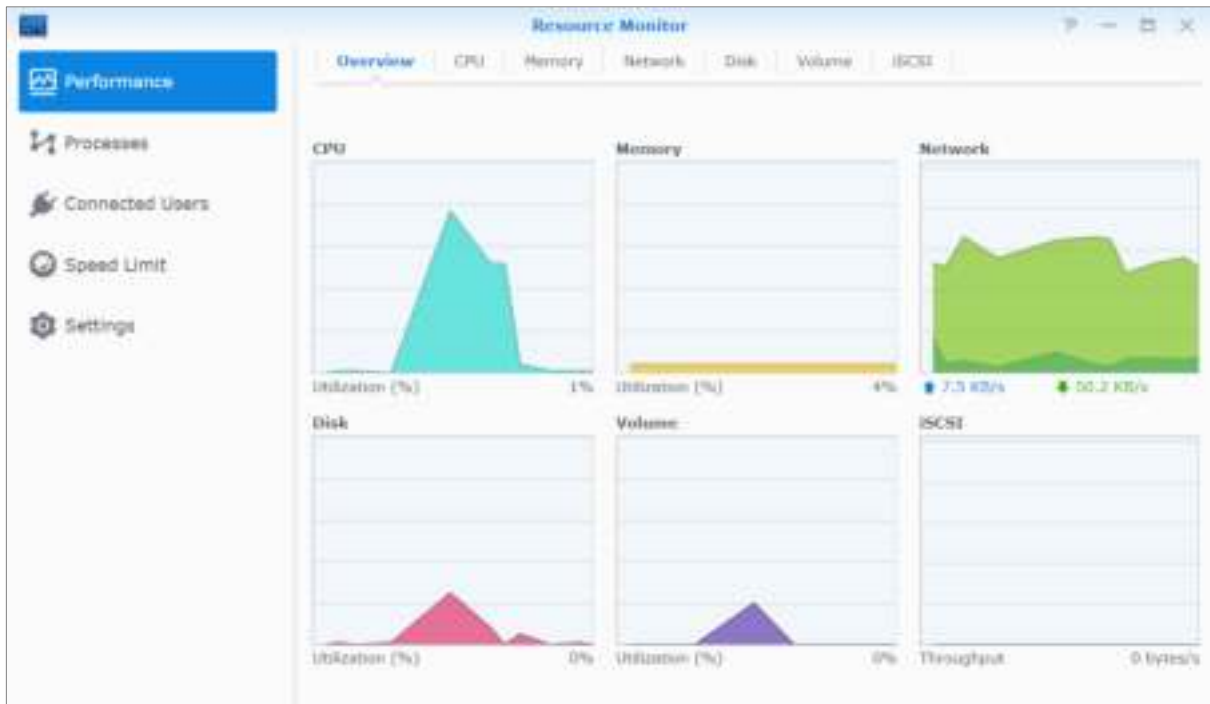 Resource Monitor
Performance
Processes
Connected Users
Speed Limit
Settings
Overview CPU Memory Network Disk Volume iSCSI
CPU Memory Network
Utilization (%) 1% Utilization (%) 4% 7.5 KB/s 50.2 KB/s
Disk Volume iSCSI
Utilization (%) 0% Utilization (%) 0% Throughput 0 bytes/s